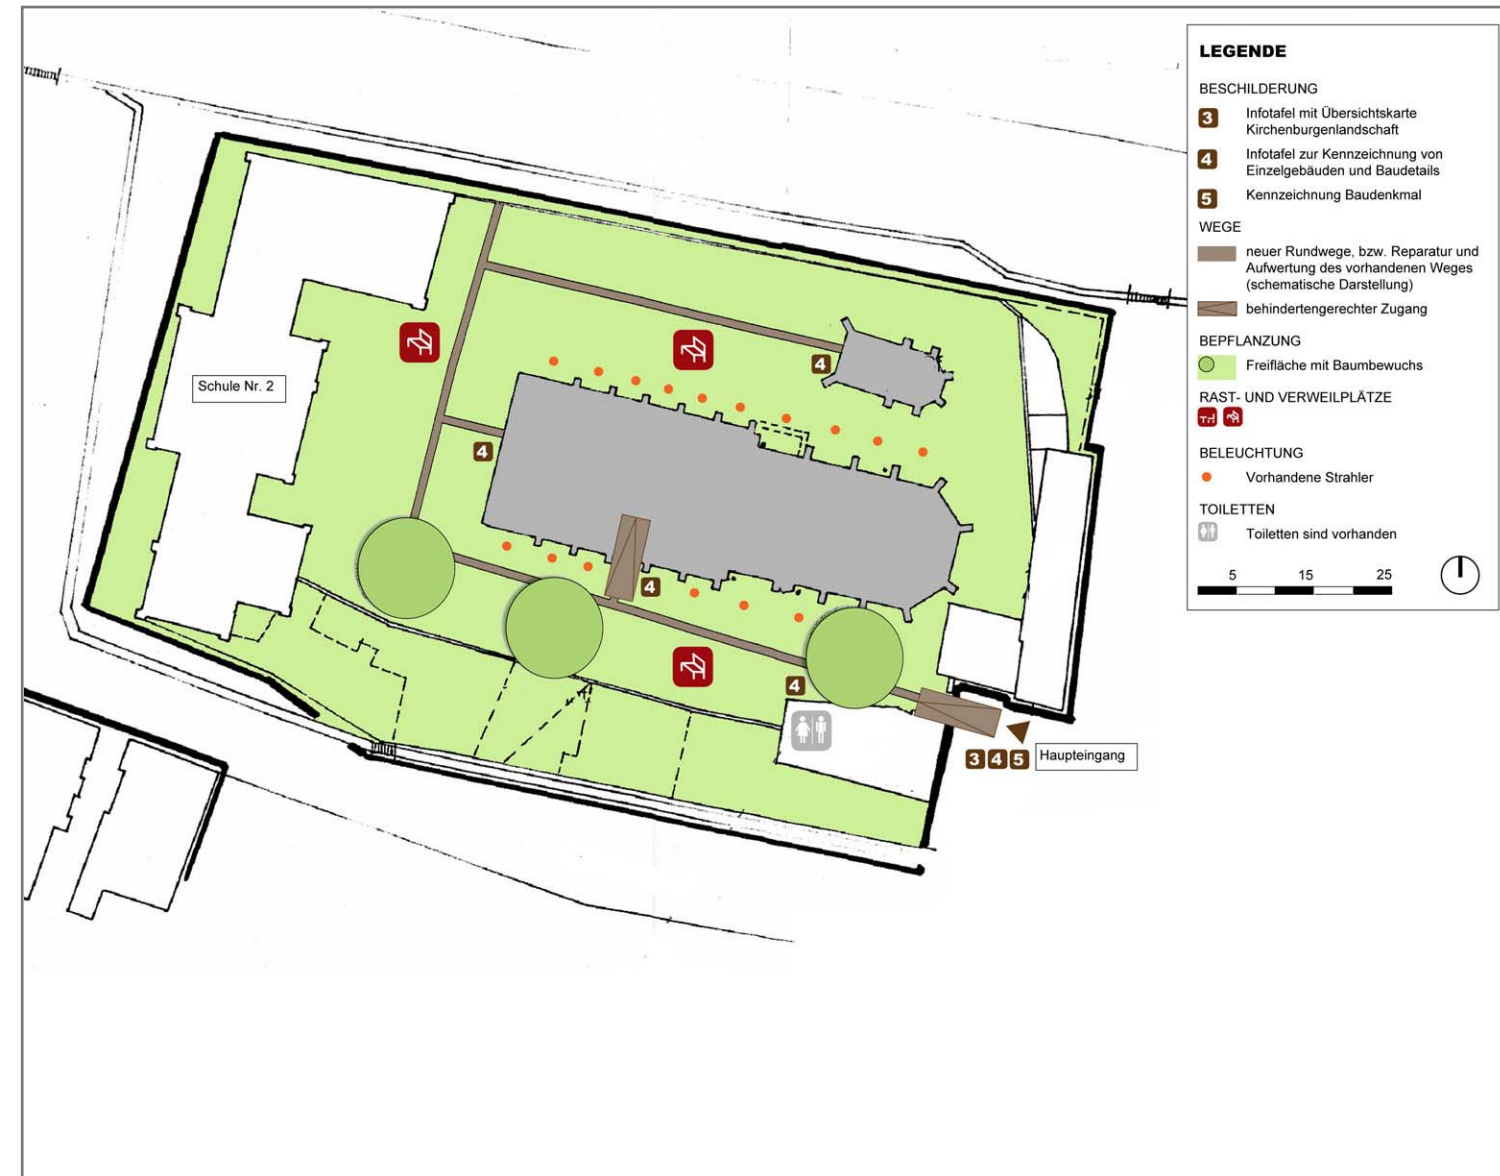 LEGENDE
BESCHILDERUNG
3 Infotafel mit Übersichtskarte
Kirchenburgenlandschaft
4 Infotafel zur Kennzeichnung von
Einzelgebäuden und Baudetails
5 Kennzeichnung Baudenkmal
WEGE
neuer Rundwege, bzw. Reparatur und
Aufwertung des vorhandenen Weges
(schematische Darstellung)
behindertengerechter Zugang
BEPFLANZUNG
Freifläche mit Baumbewuchs
RAST- UND VERWEILPLÄTZE
BELEUCHTUNG
Vorhandene Strahler
TOILETTEN
Toiletten sind vorhanden
5 15 25
4
Schule Nr. 2
4
4
4
3 4 5 Haupteingang